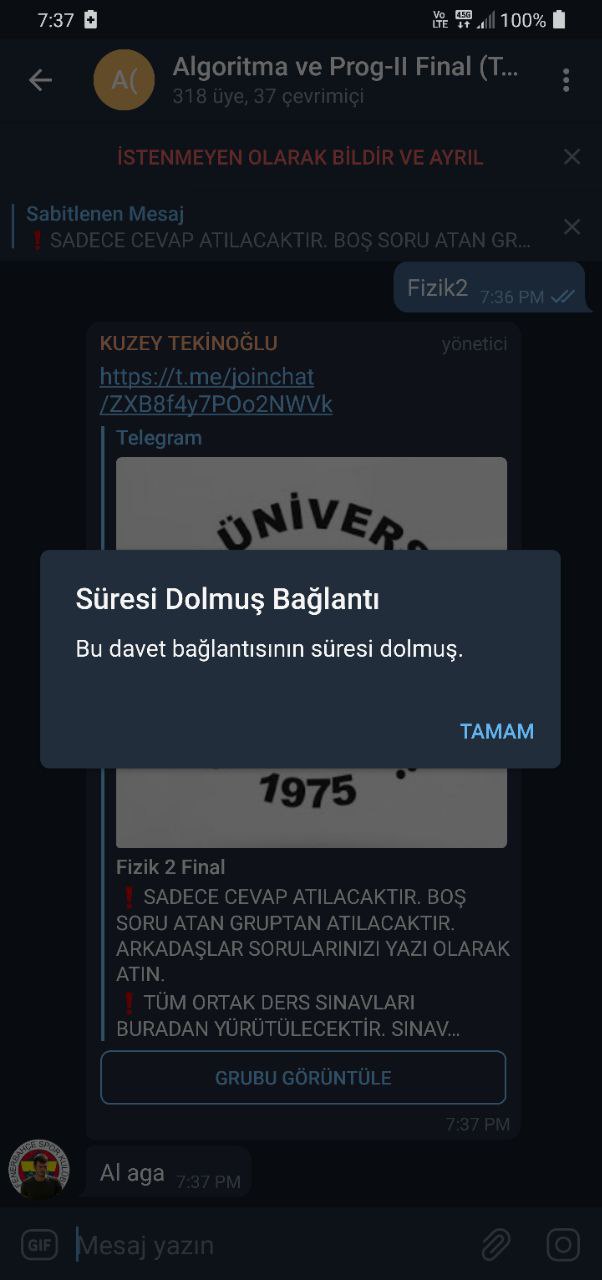 7:37
Vo LTE 4.5G 100%
A(
Algoritma ve Prog-II Final (T...
318 üye, 37 çevrimiçi
İSTENMEYEN OLARAK BİLDİR VE AYRIL
Sabitlenen Mesaj
❗ SADECE CEVAP ATILACAKTIR. BOŞ SORU ATAN GR...
Fizik2 7:36 PM
KUZEY TEKİNOĞLU yönetici
https://t.me/joinchat
/ZXB8f4y7POo2NWVk
Telegram
ÜNİVERS
Süresi Dolmuş Bağlantı
Bu davet bağlantısının süresi dolmuş.
TAMAM
1975
Fizik 2 Final
❗ SADECE CEVAP ATILACAKTIR. BOŞ
SORU ATAN GRUPTAN ATILACAKTIR.
ARKADAŞLAR SORULARINIZI YAZI OLARAK
ATIN.
❗ TÜM ORTAK DERS SINAVLARI
BURADAN YÜRÜTÜLECEKTİR. SINAV...
GRUBU GÖRÜNTÜLE
7:37 PM
Al aga 7:37 PM
GIF Mesaj yazın